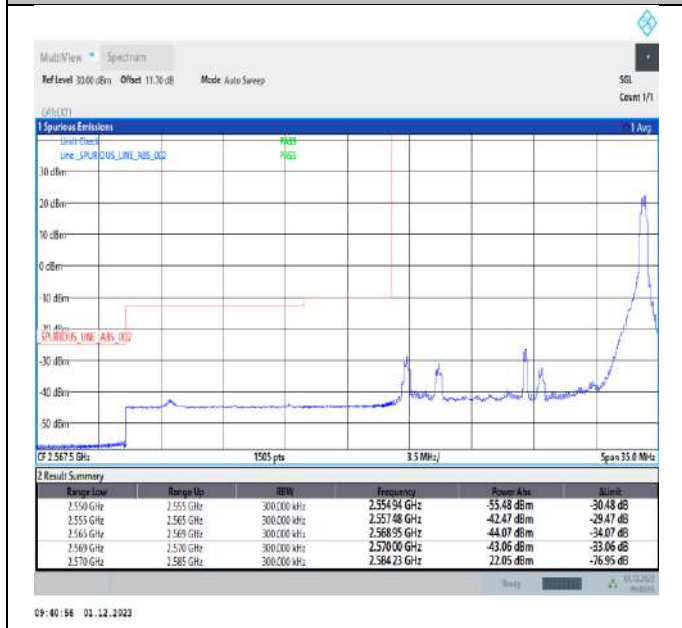 MultiView Spectrum
Ref Level 30.00 dBm Offset 11.70 dB Mode Auto Sweep
SGL
Count 1/1
1 Spurious Emissions 1 Avg
Limit Check PASS
Line _SPURIOUS_LINE_ABS_002 PASS
30 dBm
20 dBm
10 dBm
0 dBm
-10 dBm
-20 dBm
_SPURIOUS_LINE_ABS_002
-30 dBm
-40 dBm
-50 dBm
CF 2.5675 GHz 1505 pts 3.5 MHz/ Span 35.0 MHz
2 Result Summary
Range Low Range Up RBW Frequency Power Abs ΔLimit
2.550 GHz 2.555 GHz 300.000 kHz 2.55494 GHz -55.48 dBm -30.48 dB
2.555 GHz 2.565 GHz 300.000 kHz 2.55748 GHz -42.47 dBm -29.47 dB
2.565 GHz 2.569 GHz 300.000 kHz 2.56895 GHz -44.07 dBm -34.07 dB
2.569 GHz 2.570 GHz 300.000 kHz 2.57000 GHz -43.06 dBm -33.06 dB
2.570 GHz 2.585 GHz 300.000 kHz 2.58423 GHz 22.05 dBm -76.95 dB
Ready 01.12.2023
09:40:56 01.12.2023